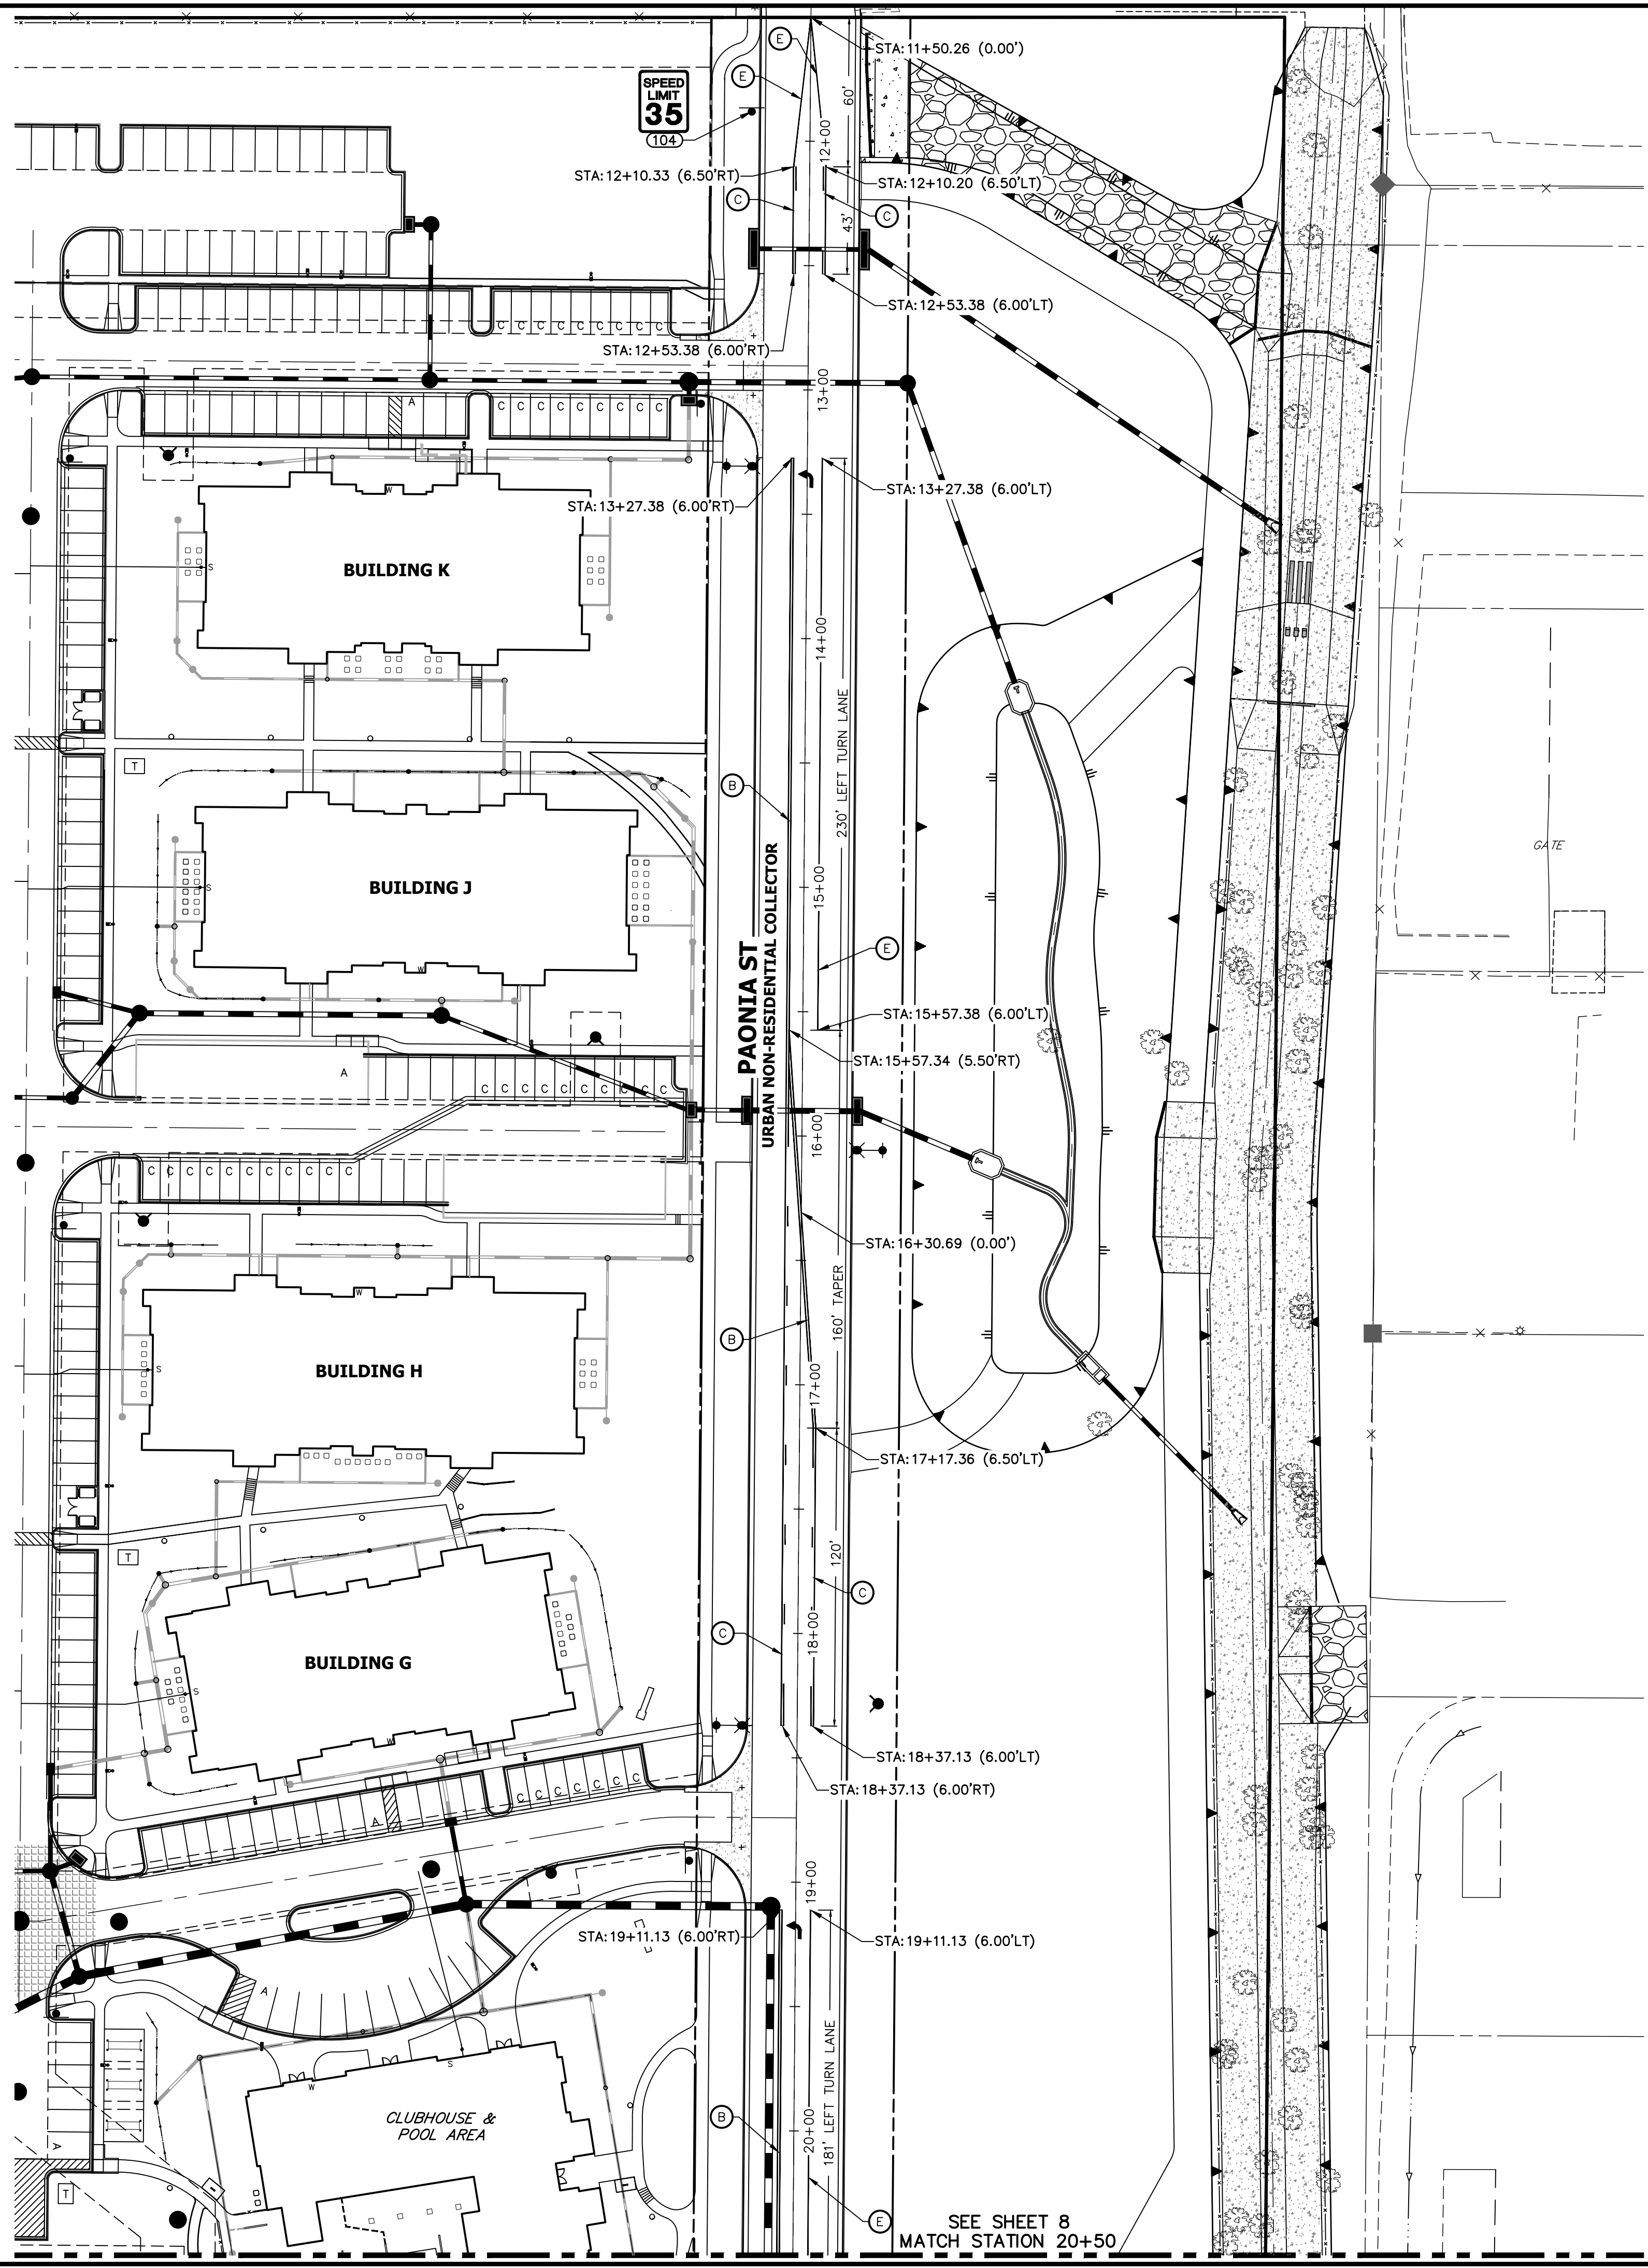 E
STA:11+50.26 (0.00')
E
SPEED
LIMIT
35
104
60'
12+00
STA:12+10.33 (6.50'RT)
STA:12+10.20 (6.50'LT)
C
C
43'
STA:12+53.38 (6.00'LT)
C C C C C C C C C
STA:12+53.38 (6.00'RT)
13+00
A
C C C C C C C C C
STA:13+27.38 (6.00'LT)
STA:13+27.38 (6.00'RT)
W
BUILDING K
S
14+00
230' LEFT TURN LANE
T
B
GATE
BUILDING J
S
15+00
PAONIA ST
URBAN NON-RESIDENTIAL COLLECTOR
E
W
STA:15+57.38 (6.00'LT)
STA:15+57.34 (5.50'RT)
A
C C C C C C C C C C
16+00
C C C C C C C C C C C
STA:16+30.69 (0.00')
W
160' TAPER
B
BUILDING H
S
17+00
STA:17+17.36 (6.50'LT)
T
120'
C
C
18+00
BUILDING G
S
W
STA:18+37.13 (6.00'LT)
STA:18+37.13 (6.00'RT)
C C C C C C C
A
19+00
STA:19+11.13 (6.00'RT)
STA:19+11.13 (6.00'LT)
A
S
W
CLUBHOUSE &
POOL AREA
B
20+00
181' LEFT TURN LANE
A
T
E
SEE SHEET 8
MATCH STATION 20+50